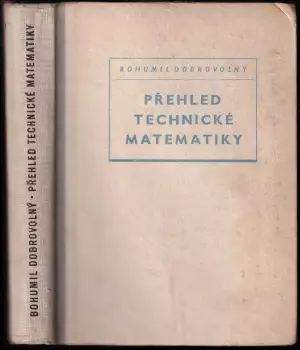 BOHUMIL DOBROVOLNÝ
PŘEHLED
TECHNICKÉ
MATEMATIKY
BOHUMIL DOBROVOLNÝ • PŘEHLED TECHNICKÉ MATEMATIKY